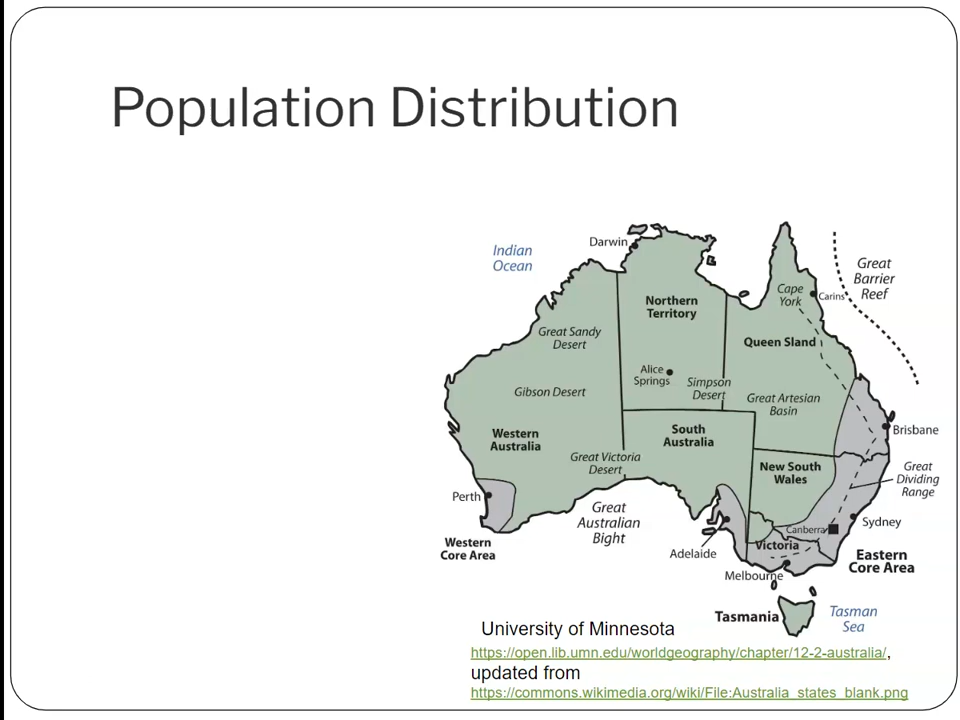 Population Distribution
Indian
Ocean
Darwin
Great
Barrier
Reef
Cape
York
Carins
Northern
Territory
Great Sandy
Desert
Queen Sland
Alice
Springs
Simpson
Desert
Gibson Desert
Great Artesian
Basin
Western
Australia
South
Australia
Brisbane
Great Victoria
Desert
New South
Wales
Great
Dividing
Range
Perth
Great
Australian
Bight
Canberra
Sydney
Western
Core Area
Adelaide
Victoria
Eastern
Core Area
Melbourne
Tasmania
Tasman
Sea
University of Minnesota
https://open.lib.umn.edu/worldgeography/chapter/12-2-australia/,
updated from
https://commons.wikimedia.org/wiki/File:Australia_states_blank.png